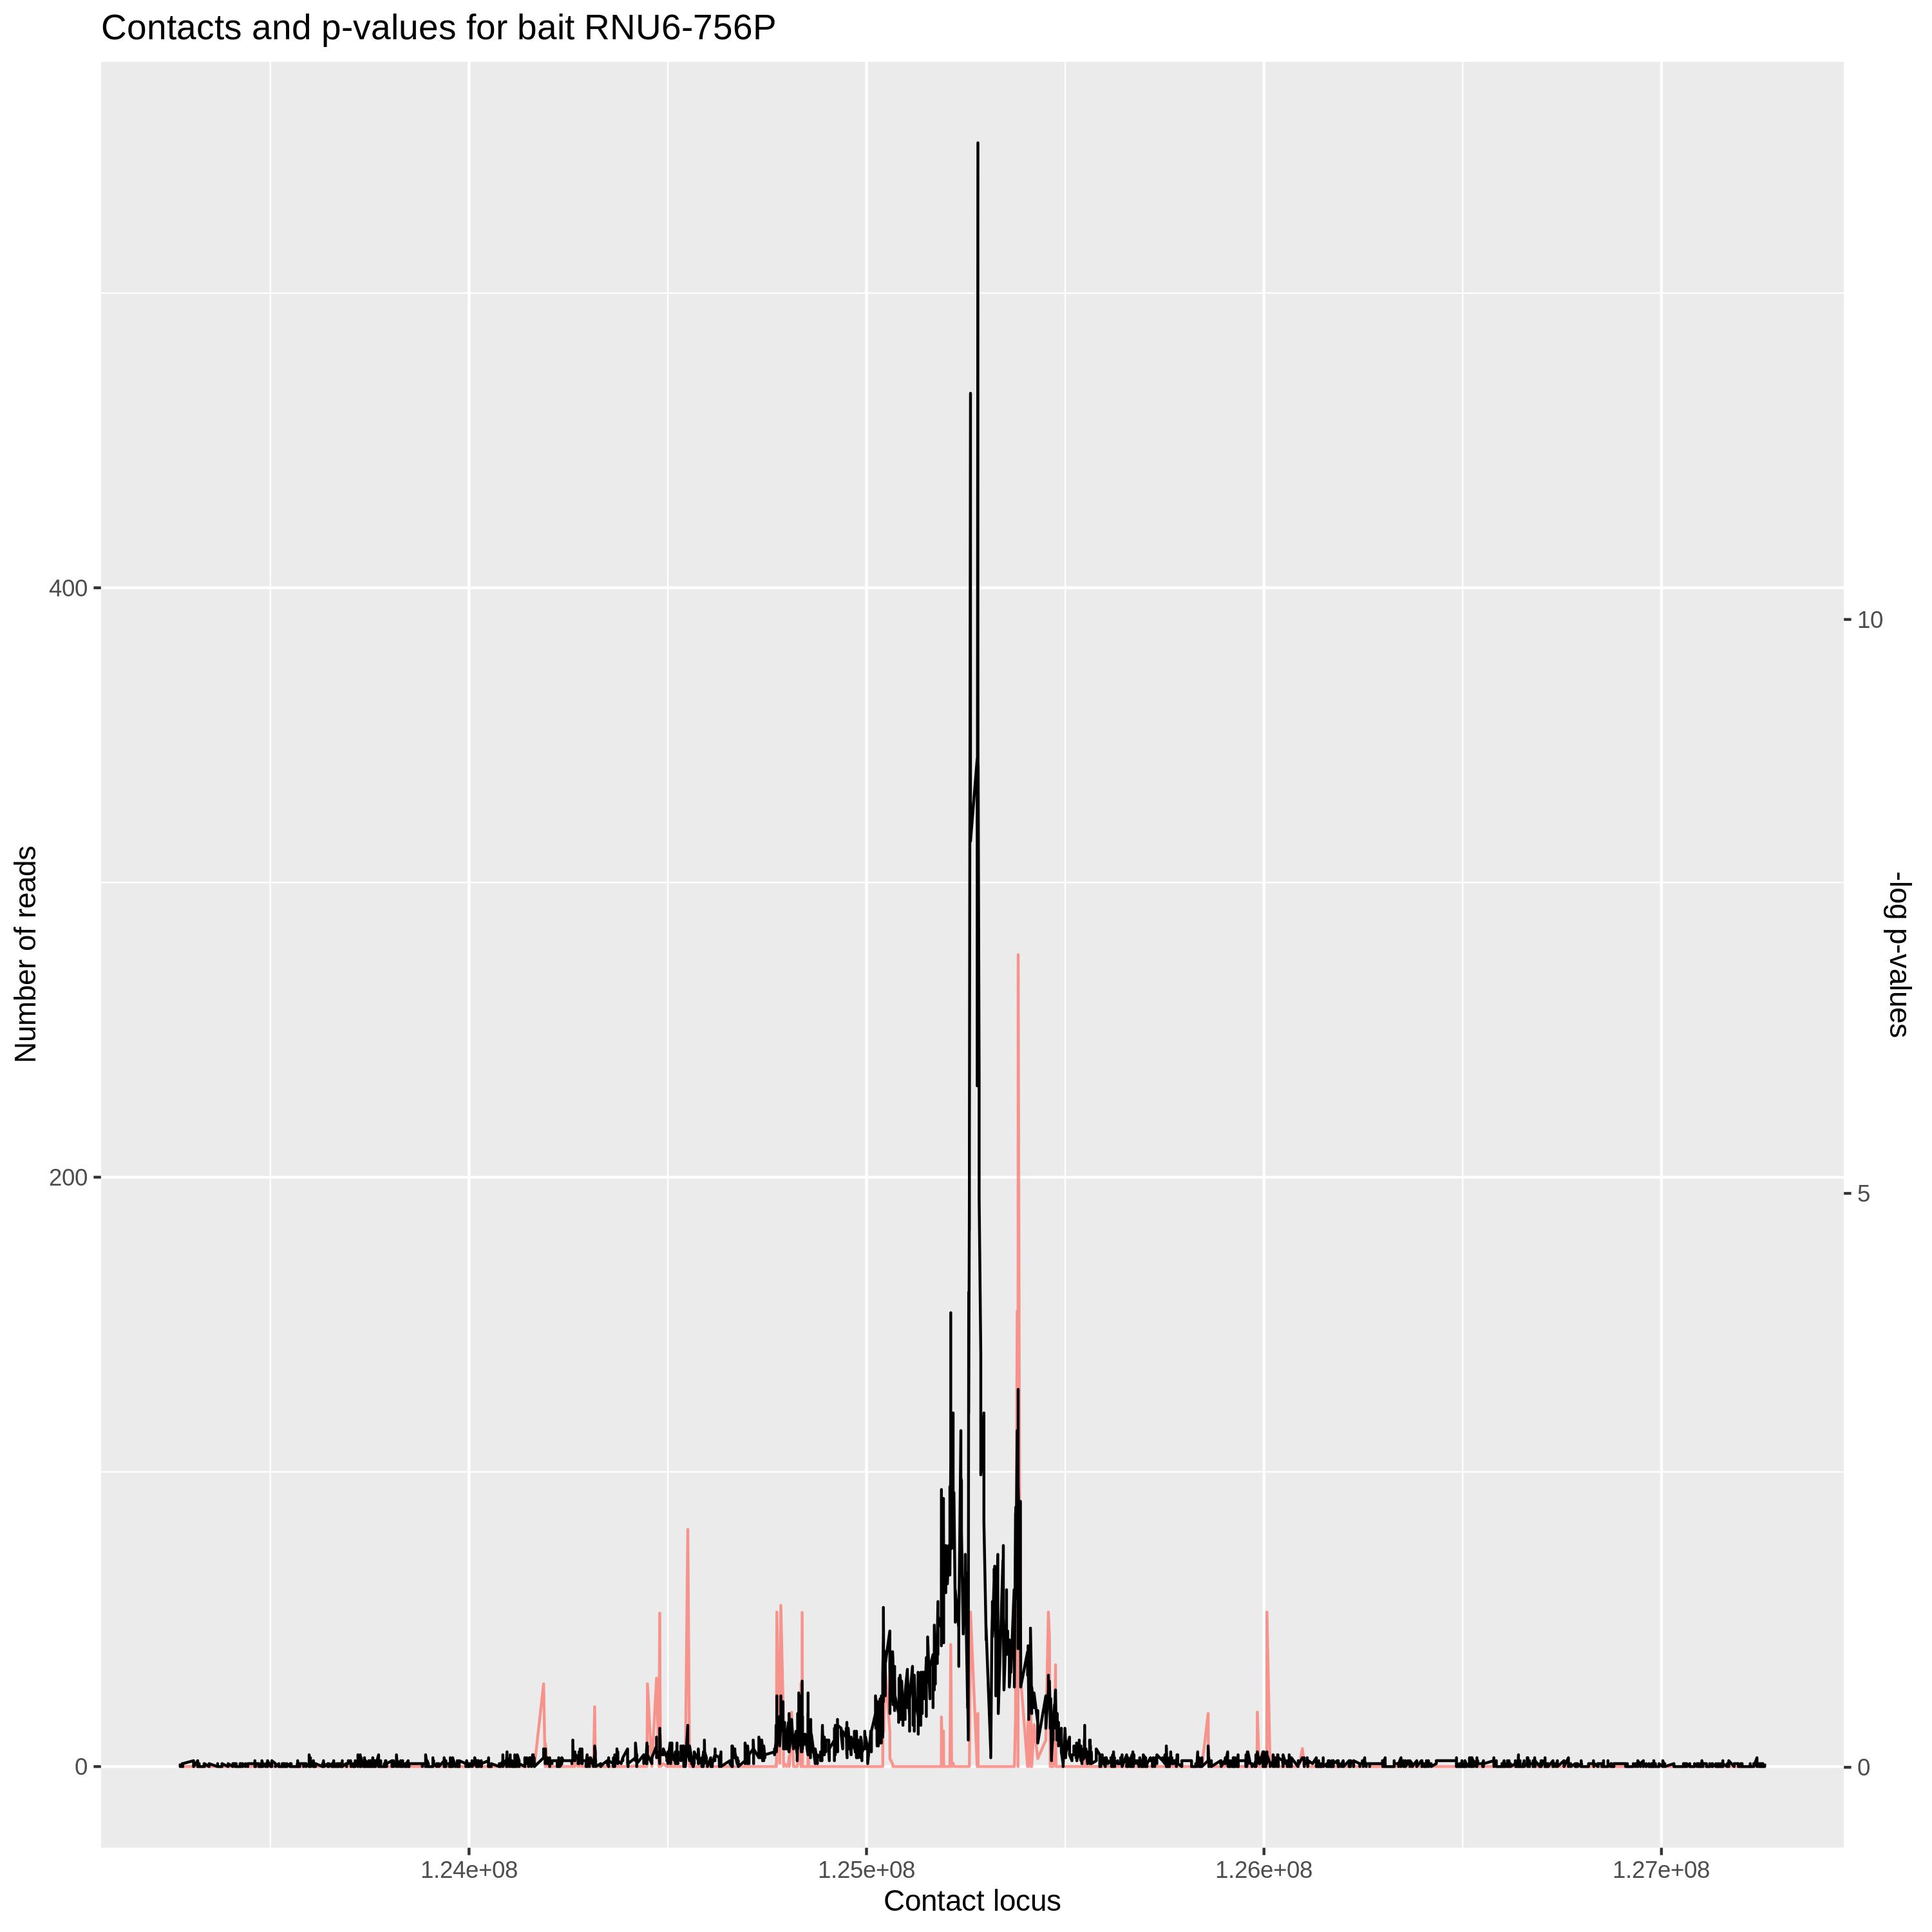 Contacts and p-values for bait RNU6-756P
Number of reads
400
200
0
10
5
0
-log p-values
1.24e+08
1.25e+08
1.26e+08
1.27e+08
Contact locus